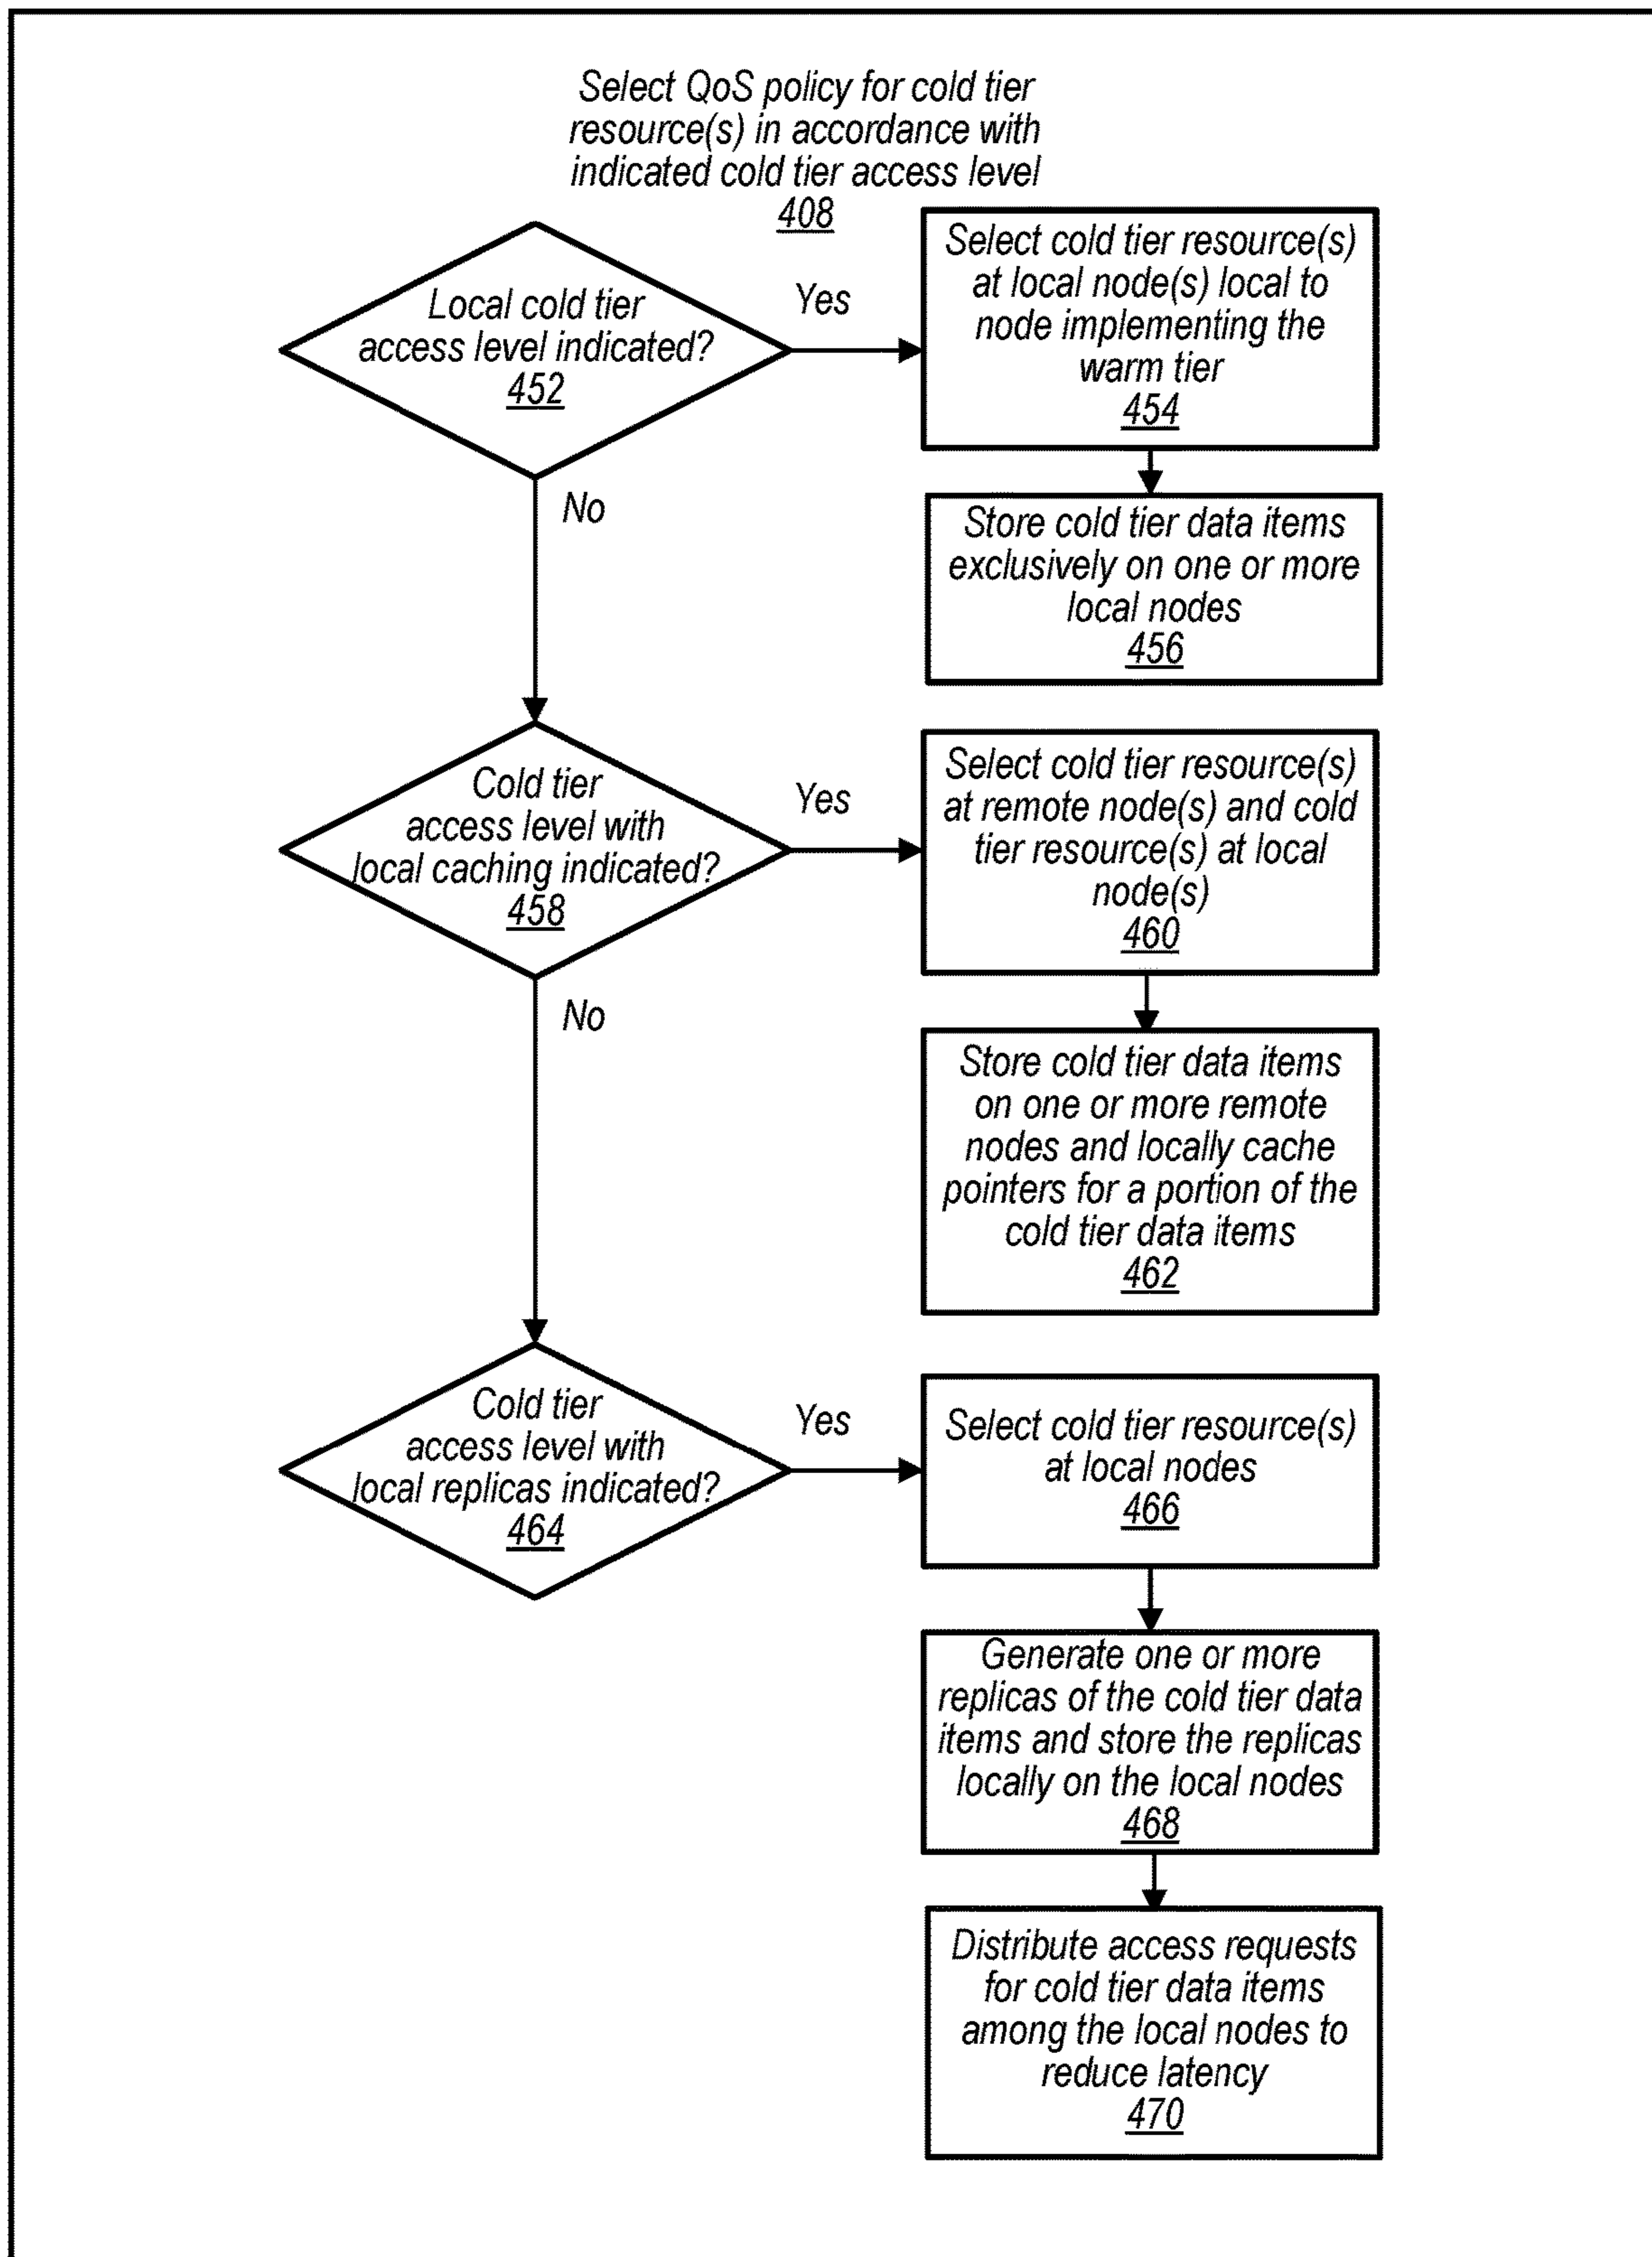 Select QoS policy for cold tier
resource(s) in accordance with
indicated cold tier access level
408
Local cold tier
access level indicated?
452
Yes
Select cold tier resource(s)
at local node(s) local to
node implementing the
warm tier
454
No
Store cold tier data items
exclusively on one or more
local nodes
456
Cold tier
access level with
local caching indicated?
458
Yes
Select cold tier resource(s)
at remote node(s) and cold
tier resource(s) at local
node(s)
460
No
Store cold tier data items
on one or more remote
nodes and locally cache
pointers for a portion of the
cold tier data items
462
Cold tier
access level with
local replicas indicated?
464
Yes
Select cold tier resource(s)
at local nodes
466
Generate one or more
replicas of the cold tier data
items and store the replicas
locally on the local nodes
468
Distribute access requests
for cold tier data items
among the local nodes to
reduce latency
470